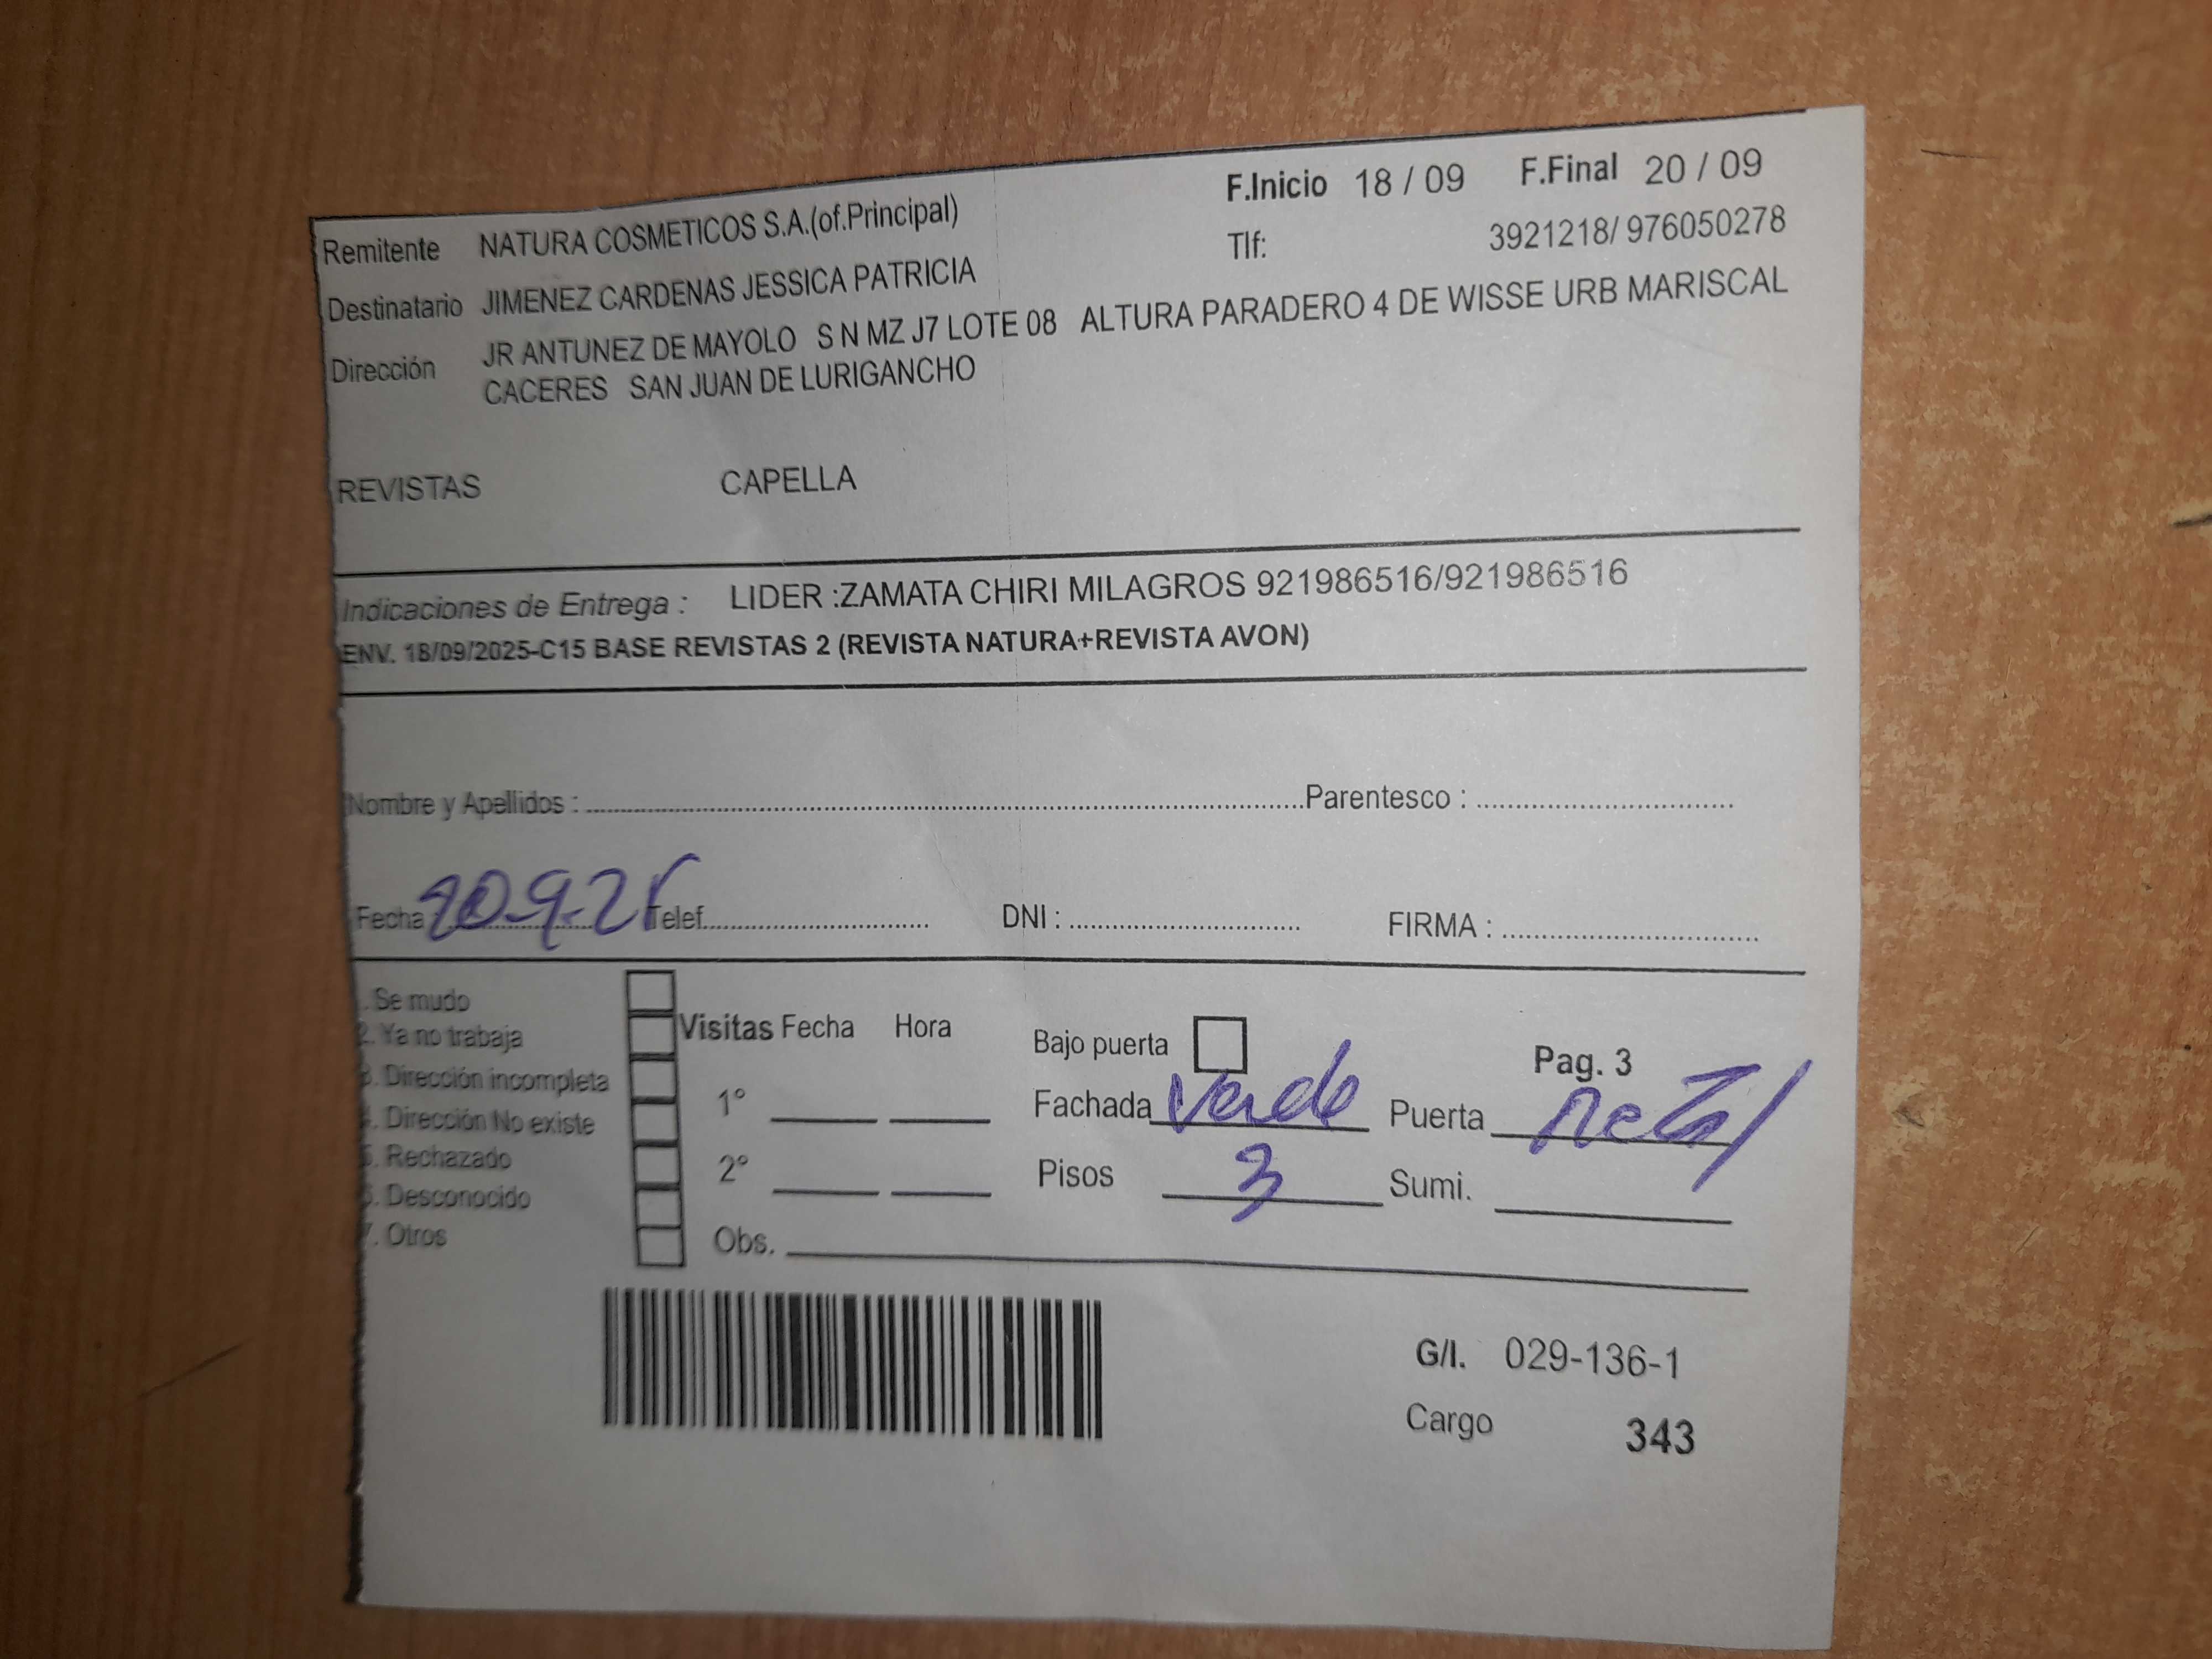 F.Inicio 18 / 09 F.Final 20 / 09
Remitente NATURA COSMETICOS S.A.(of.Principal) Tlf: 3921218/ 976050278
Destinatario JIMENEZ CARDENAS JESSICA PATRICIA
Dirección JR ANTUNEZ DE MAYOLO S N MZ J7 LOTE 08 ALTURA PARADERO 4 DE WISSE URB MARISCAL
CACERES SAN JUAN DE LURIGANCHO
REVISTAS CAPELLA
Indicaciones de Entrega : LIDER :ZAMATA CHIRI MILAGROS 921986516/921986516
ENV. 18/09/2025-C15 BASE REVISTAS 2 (REVISTA NATURA+REVISTA AVON)
Nombre y Apellidos : Parentesco :
Fecha : 20-9-25 Telef. DNI : FIRMA :
. Se mudo
2. Ya no trabaja
3. Dirección incompleta
4. Dirección No existe
5. Rechazado
6. Desconocido
7. Otros
Visitas Fecha Hora
1°
2°
Obs.
Bajo puerta Pag. 3
Fachada verde Puerta metal
Pisos 3 Sumi.
G/I. 029-136-1
Cargo 343